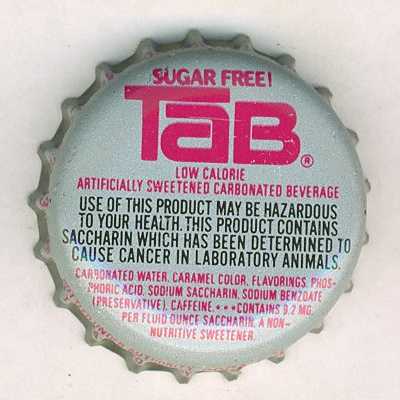 SUGAR FREE!
TaB®
LOW CALORIE
ARTIFICIALLY SWEETENED CARBONATED BEVERAGE
USE OF THIS PRODUCT MAY BE HAZARDOUS
TO YOUR HEALTH. THIS PRODUCT CONTAINS
SACCHARIN WHICH HAS BEEN DETERMINED TO
CAUSE CANCER IN LABORATORY ANIMALS.
CARBONATED WATER, CARAMEL COLOR, FLAVORINGS, PHOS-
PHORIC ACID, SODIUM SACCHARIN, SODIUM BENZOATE
(PRESERVATIVE), CAFFEINE.•••CONTAINS 9.2 MG.
PER FLUID OUNCE SACCHARIN, A NON-
NUTRITIVE SWEETENER.